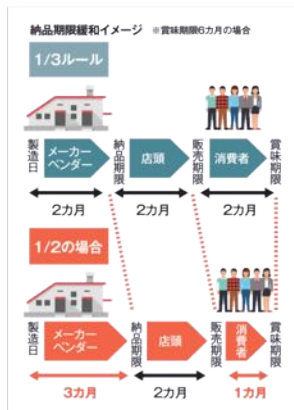 納品期限緩和イメージ ※賞味期限6カ月の場合
1/3ルール
製造日
メーカー
ベンダー
納品期限
店頭
販売期限
消費者
賞味期限
2カ月
2カ月
2カ月
1/2の場合
製造日
メーカー
ベンダー
納品期限
店頭
販売期限
消費者
賞味期限
3カ月
2カ月
1カ月